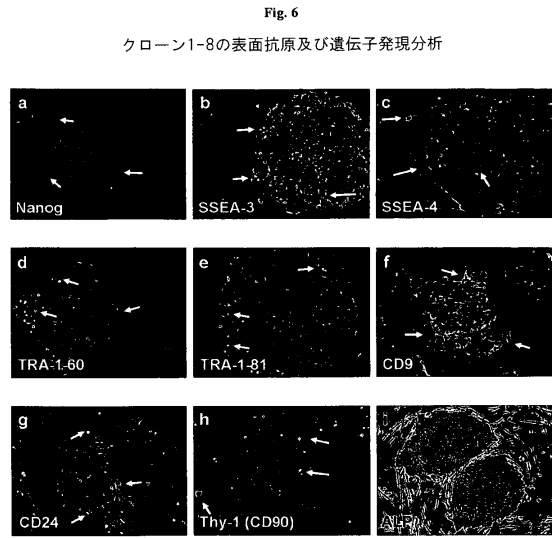 Fig. 6
クローン1-8の表面抗原及び遺伝子発現分析
a
b
c
Nanog
SSEA-3
SSEA-4
d
e
f
TRA-1-60
TRA-1-81
CD9
g
h
CD24
Thy-1 (CD90)
ALP